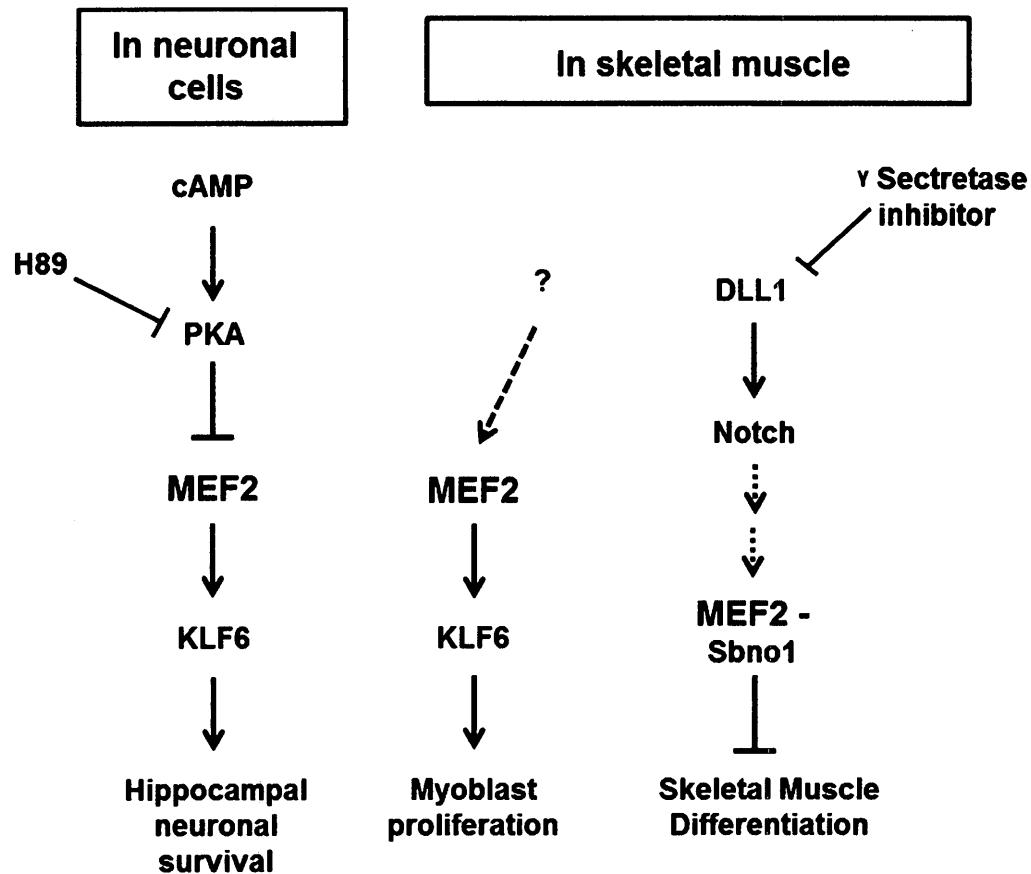 In neuronal
cells
In skeletal muscle
cAMP
H89
PKA
MEF2
KLF6
Hippocampal
neuronal
survival
?
MEF2
KLF6
Myoblast
proliferation
γ Sectretase
inhibitor
DLL1
Notch
MEF2 -
Sbno1
Skeletal Muscle
Differentiation